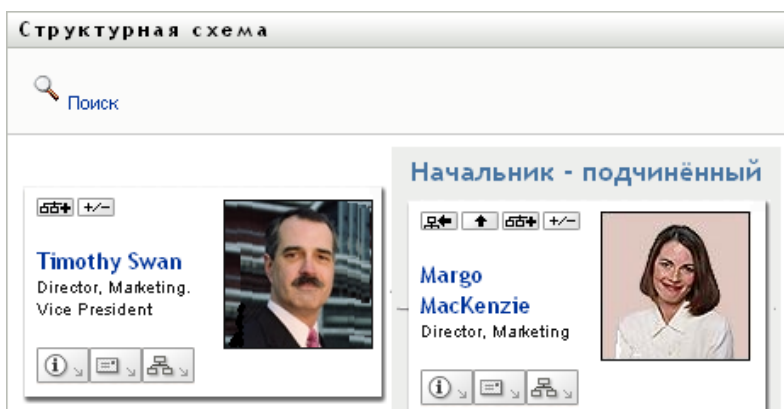 Структурная схема
Поиск
Начальник - подчинённый
+/-
Timothy Swan
Director, Marketing.
Vice President
+/-
Margo
MacKenzie
Director, Marketing